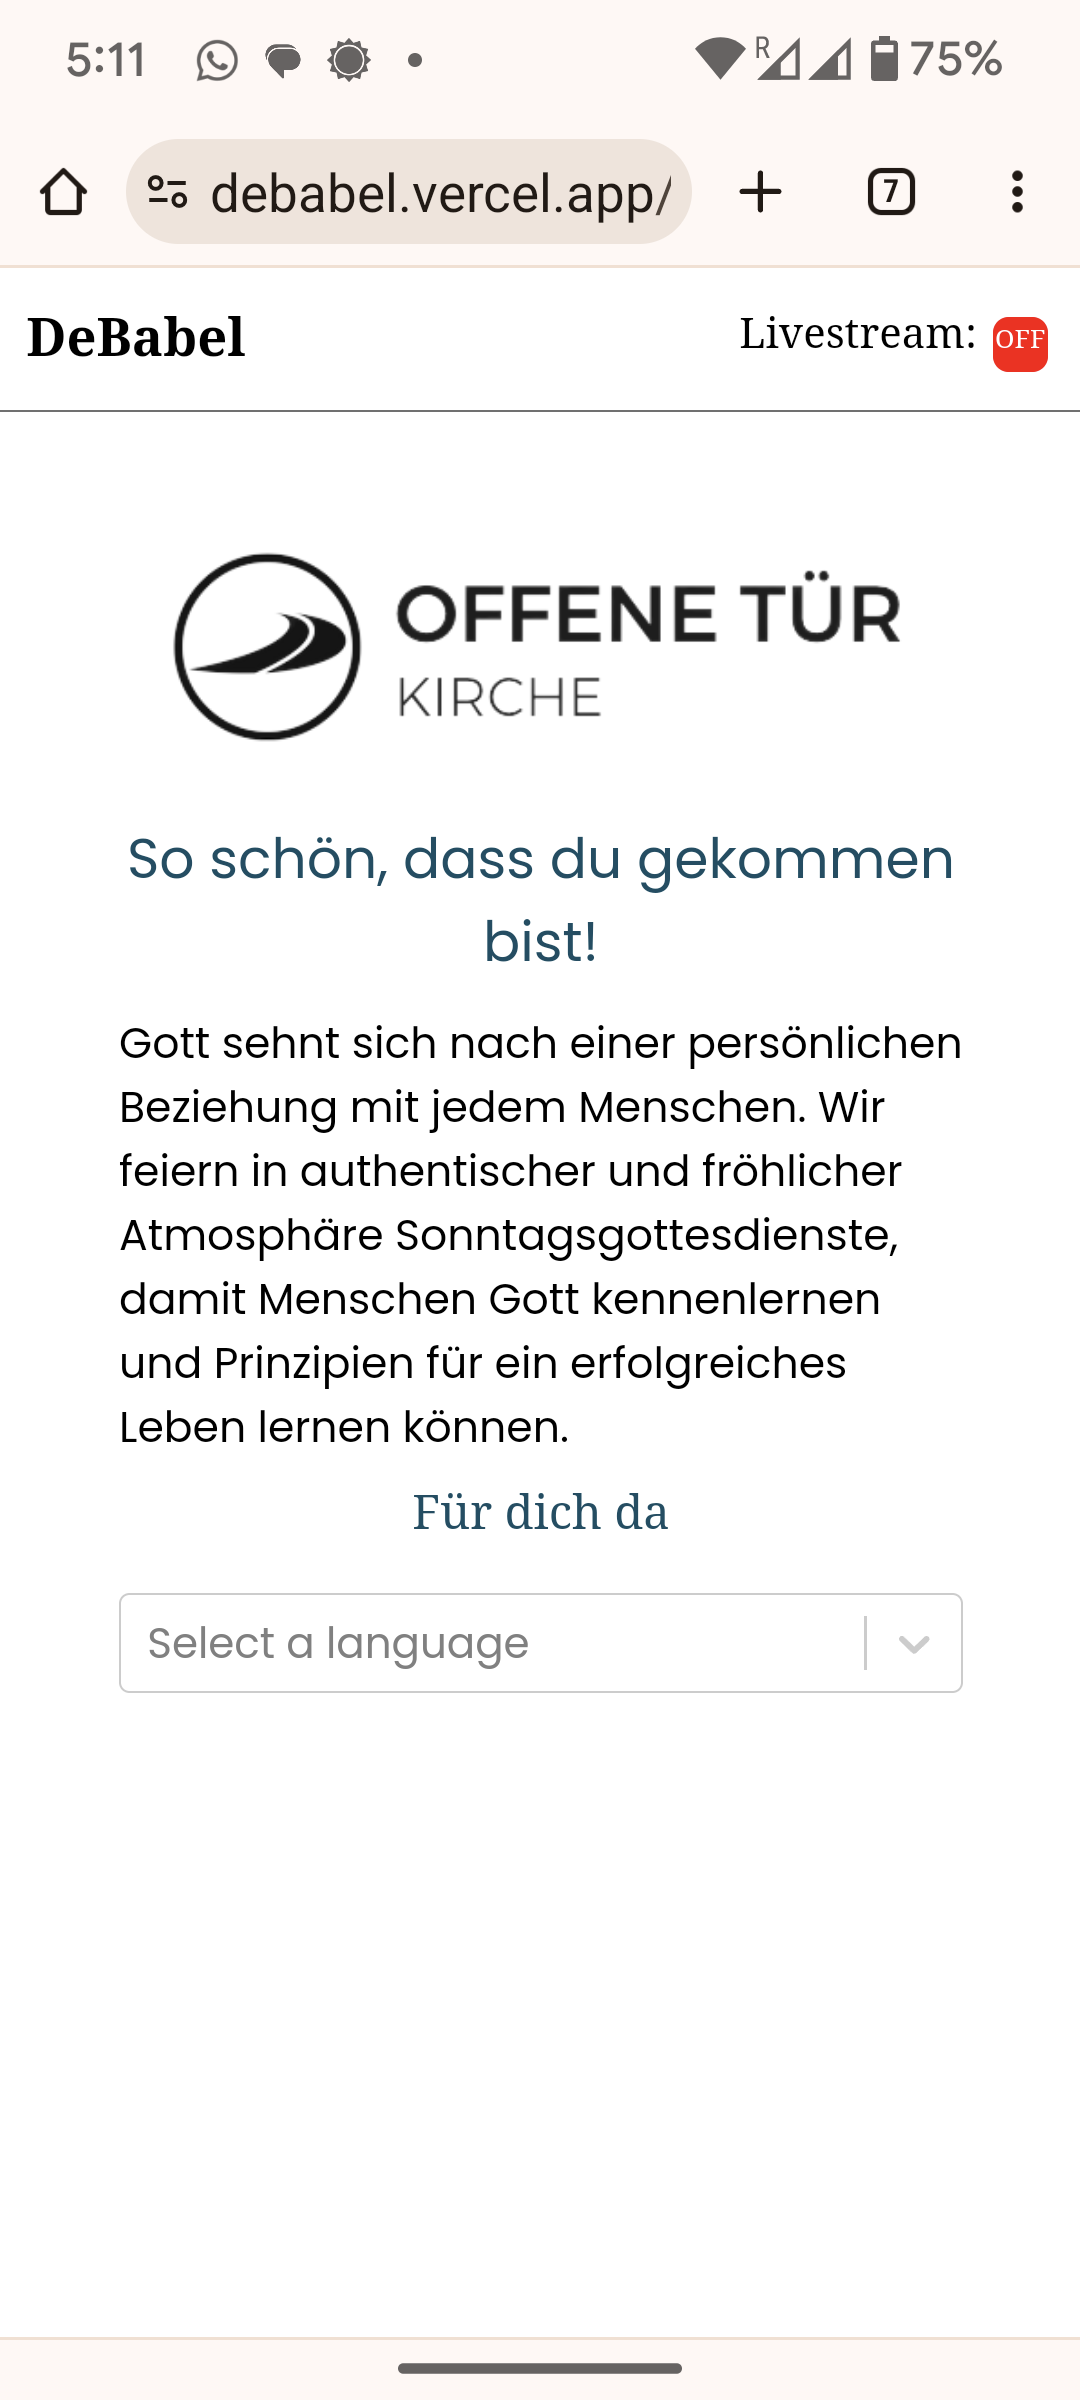 5:11
R
75%
debabel.vercel.app/
7
DeBabel
Livestream: OFF
OFFENE TÜR
KIRCHE
So schön, dass du gekommen
bist!
Gott sehnt sich nach einer persönlichen
Beziehung mit jedem Menschen. Wir
feiern in authentischer und fröhlicher
Atmosphäre Sonntagsgottesdienste,
damit Menschen Gott kennenlernen
und Prinzipien für ein erfolgreiches
Leben lernen können.
Für dich da
Select a language